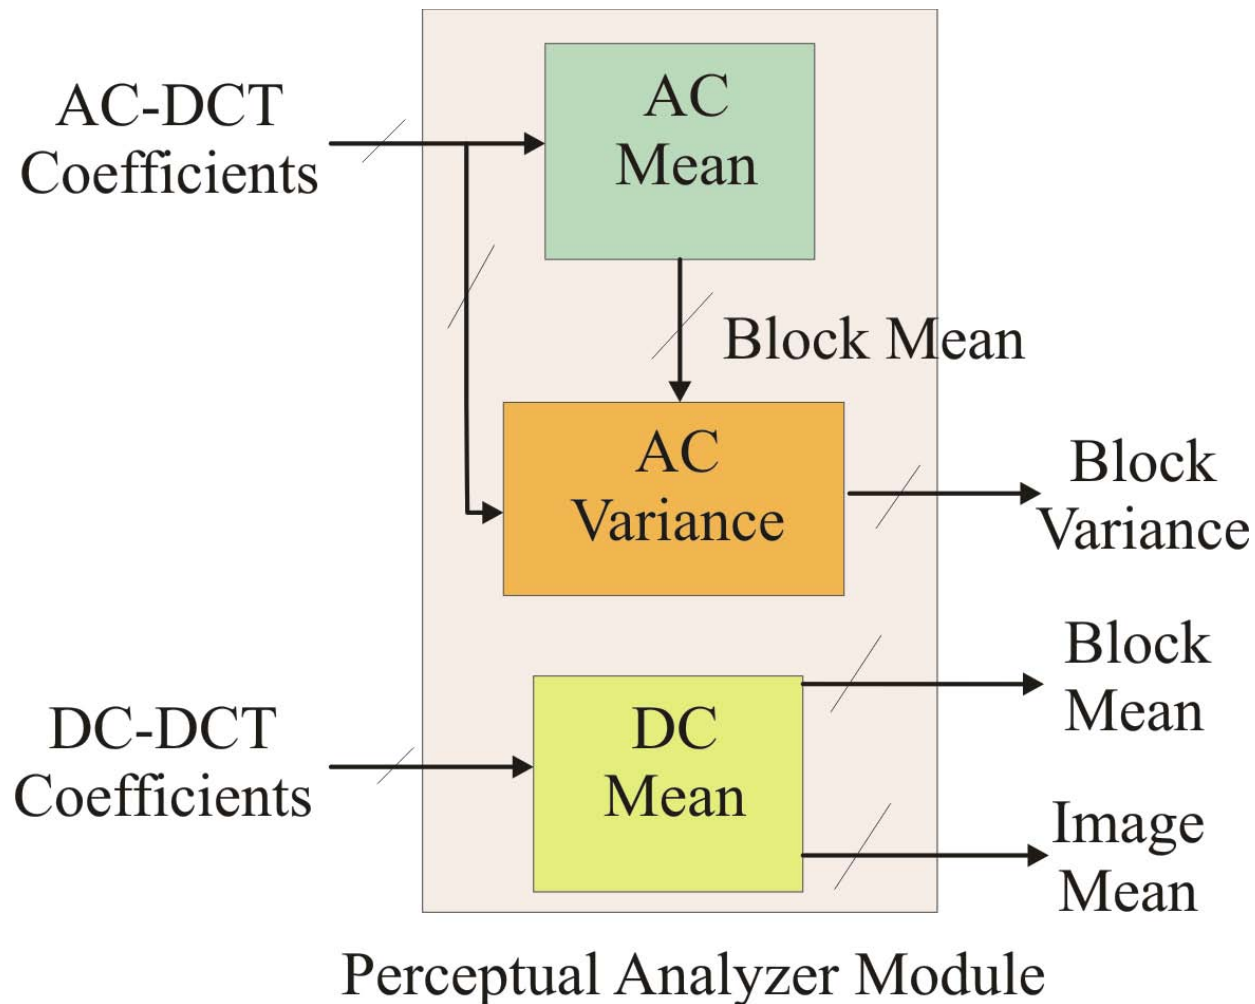 AC-DCT
Coefficients
AC
Mean
Block Mean
AC
Variance
Block
Variance
DC-DCT
Coefficients
DC
Mean
Block
Mean
Image
Mean
Perceptual Analyzer Module